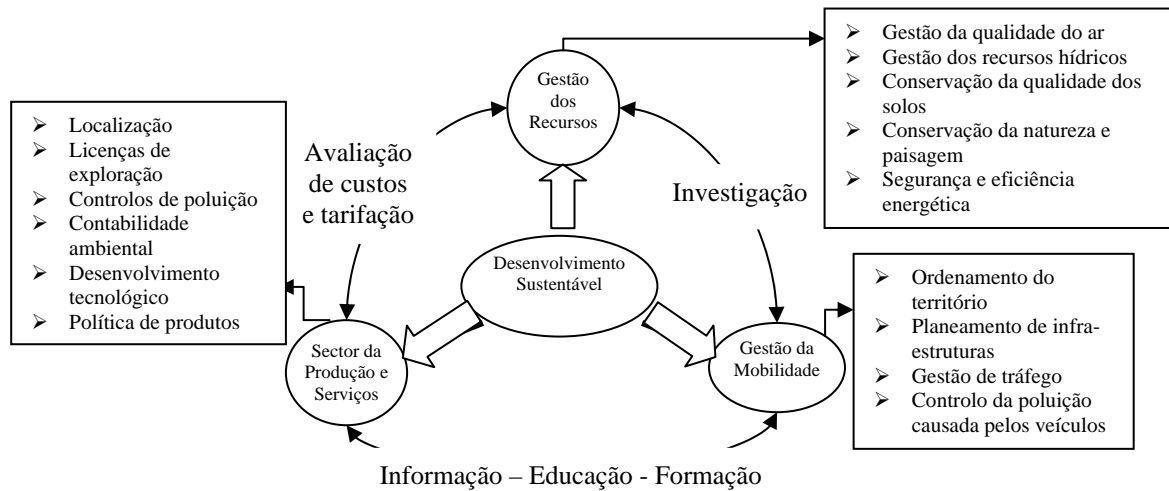 Gestão
dos
Recursos
➢ Gestão da qualidade do ar
➢ Gestão dos recursos hídricos
➢ Conservação da qualidade dos
solos
➢ Conservação da natureza e
paisagem
➢ Segurança e eficiência
energética
➢ Localização
➢ Licenças de
exploração
➢ Controlos de poluição
➢ Contabilidade
ambiental
➢ Desenvolvimento
tecnológico
➢ Política de produtos
Avaliação
de custos
e tarifação
Investigação
Desenvolvimento
Sustentável
➢ Ordenamento do
território
➢ Planeamento de infra-
estruturas
➢ Gestão de tráfego
➢ Controlo da poluição
causada pelos veículos
Sector da
Produção e
Serviços
Gestão da
Mobilidade
Informação – Educação - Formação